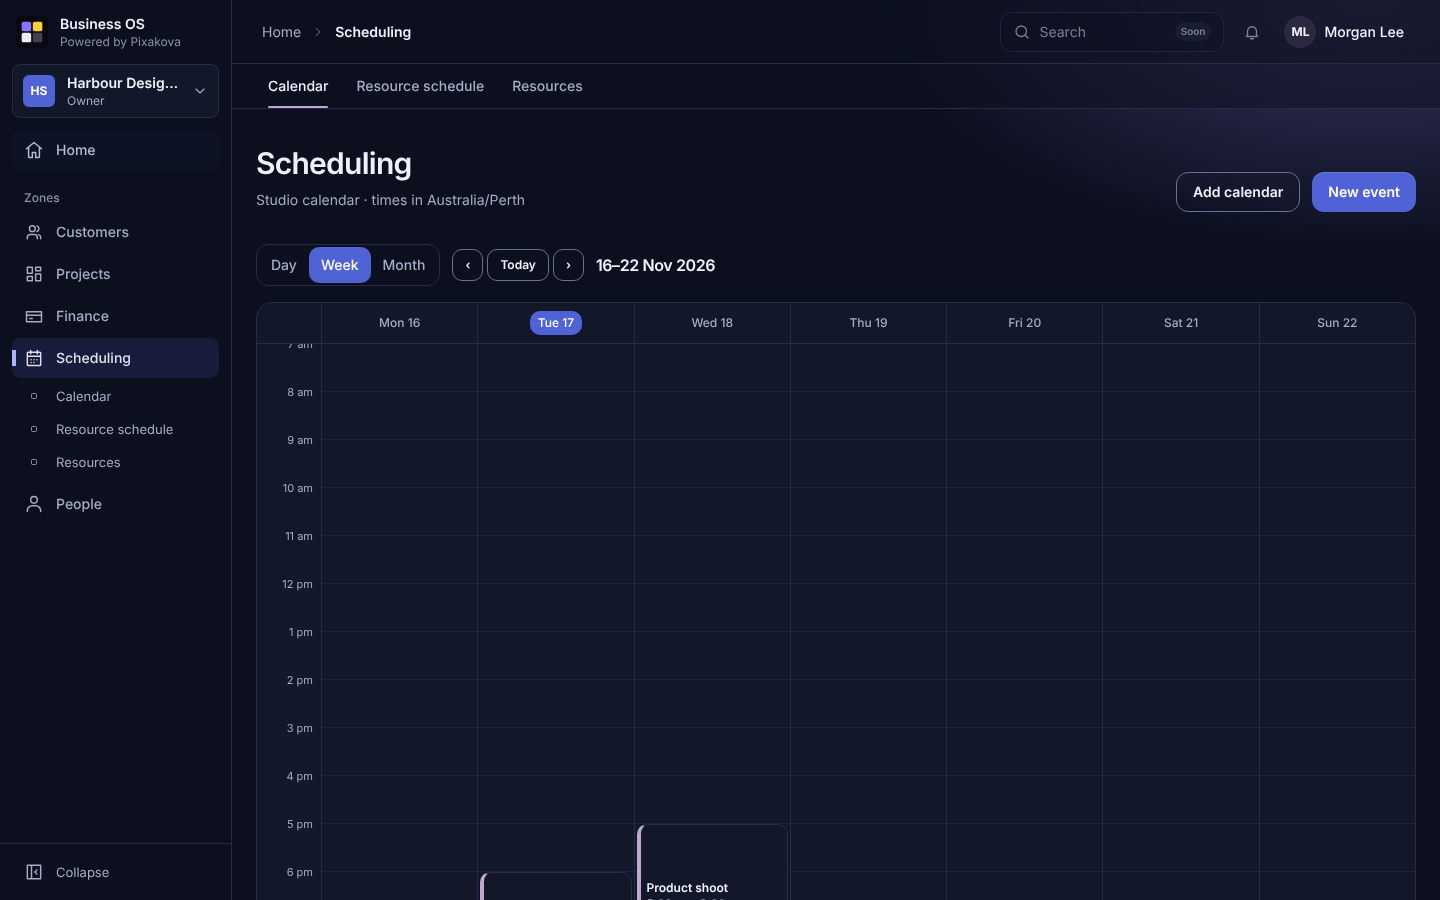 Business OS
Powered by Pixakova
HS
Harbour Desig...
Owner
Home
Zones
Customers
Projects
Finance
Scheduling
Calendar
Resource schedule
Resources
People
Collapse
Home
Scheduling
Search
Soon
ML
Morgan Lee
Calendar
Resource schedule
Resources
Scheduling
Studio calendar · times in Australia/Perth
Add calendar
New event
Day
Week
Month
‹
Today
›
16–22 Nov 2026
Mon 16
Tue 17
Wed 18
Thu 19
Fri 20
Sat 21
Sun 22
7 am
8 am
9 am
10 am
11 am
12 pm
1 pm
2 pm
3 pm
4 pm
5 pm
6 pm
Product shoot